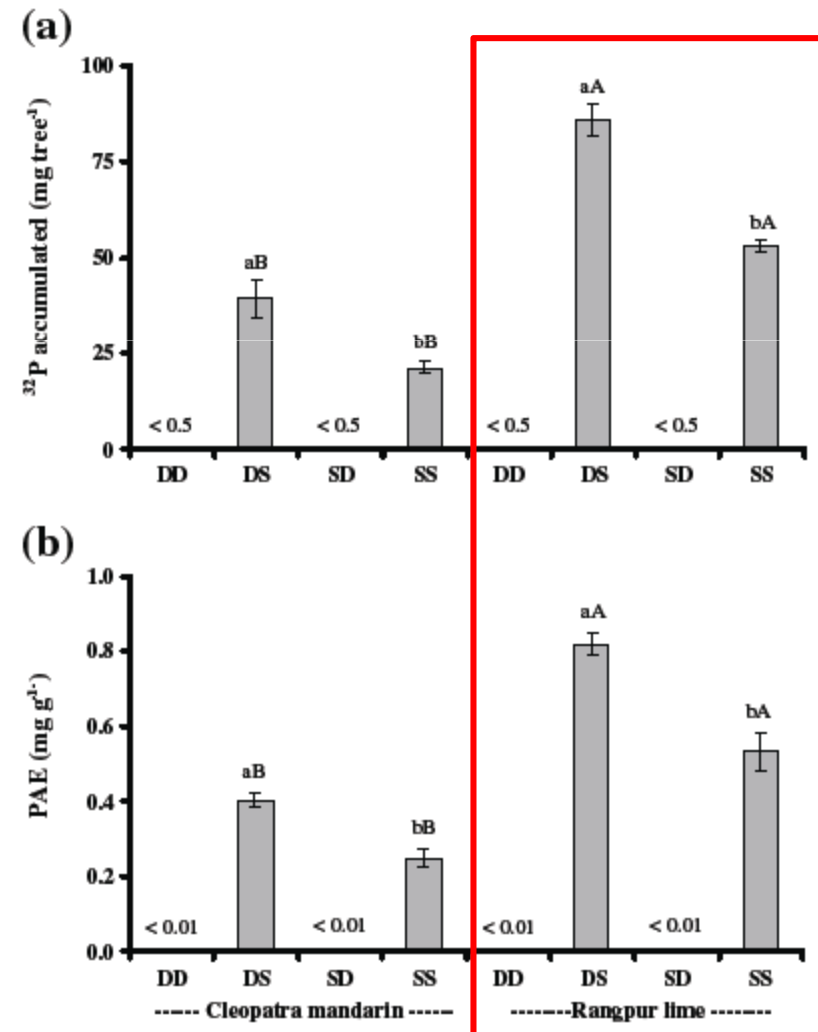 (a)
³²P accumulated (mg tree⁻¹)
100
75
50
25
0
< 0.5
aB
< 0.5
bB
< 0.5
aA
< 0.5
bA
DD DS SD SS DD DS SD SS
(b)
PAE (mg g¹⁻)
1.0
0.8
0.6
0.4
0.2
0.0
< 0.01
aB
< 0.01
bB
< 0.01
aA
< 0.01
bA
DD DS SD SS DD DS SD SS
------ Cleopatra mandarin ------ --------Rangpur lime --------